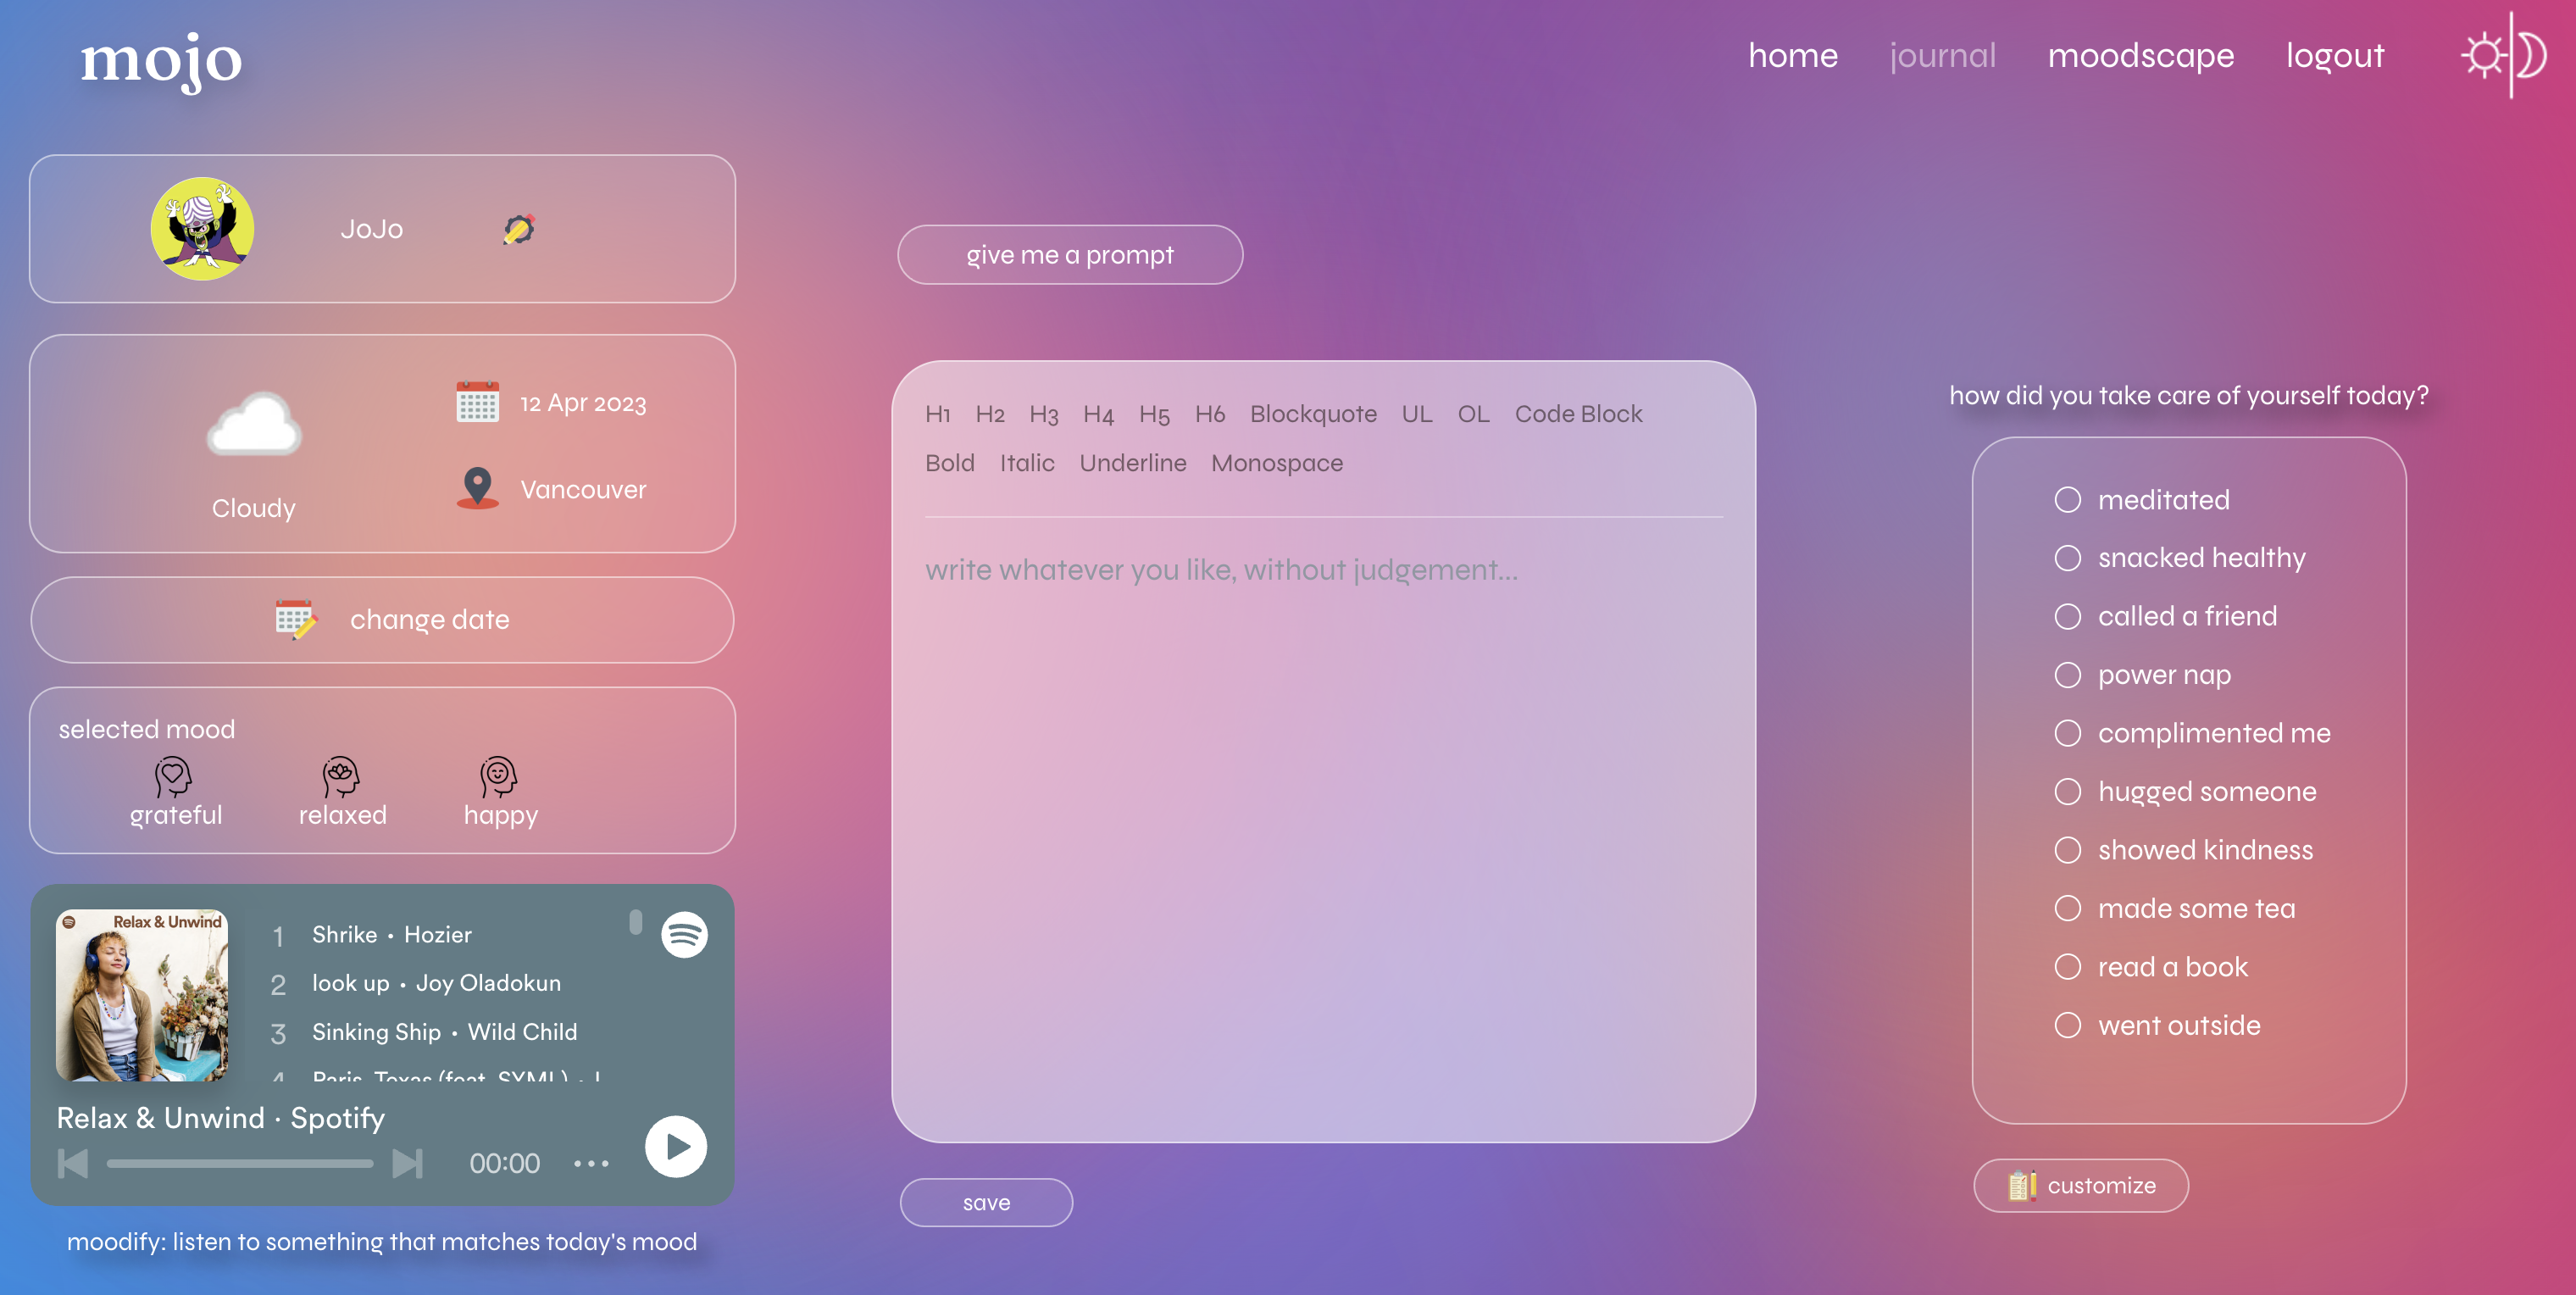 mojo
home journal moodscape logout
JoJo
12 Apr 2023
Vancouver
Cloudy
change date
selected mood
grateful relaxed happy
Relax & Unwind
1 Shrike • Hozier
2 look up • Joy Oladokun
3 Sinking Ship • Wild Child
4 Paris, Texas (feat. SYML) •
Relax & Unwind · Spotify
00:00
moodify: listen to something that matches today's mood
give me a prompt
H1 H2 H3 H4 H5 H6 Blockquote UL OL Code Block
Bold Italic Underline Monospace
write whatever you like, without judgement...
save
how did you take care of yourself today?
meditated
snacked healthy
called a friend
power nap
complimented me
hugged someone
showed kindness
made some tea
read a book
went outside
customize